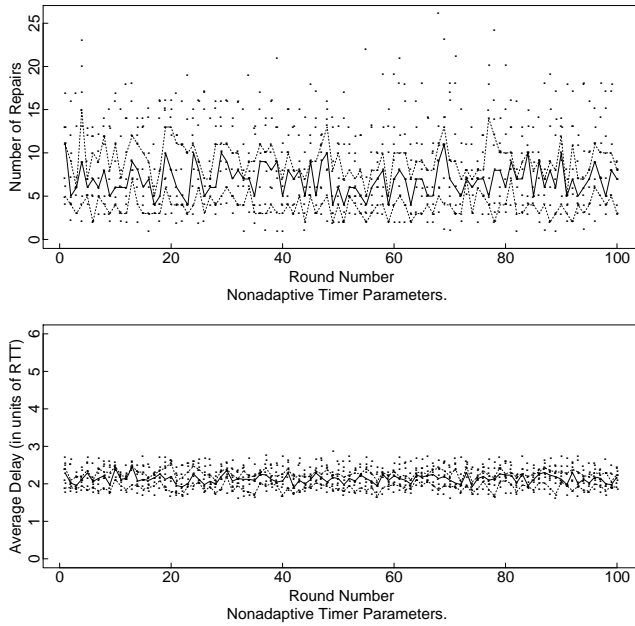 Number of Repairs
25
20
15
10
5
0
0 20 40 60 80 100
Round Number
Nonadaptive Timer Parameters.
Average Delay (in units of RTT)
6
5
4
3
2
1
0
0 20 40 60 80 100
Round Number
Nonadaptive Timer Parameters.